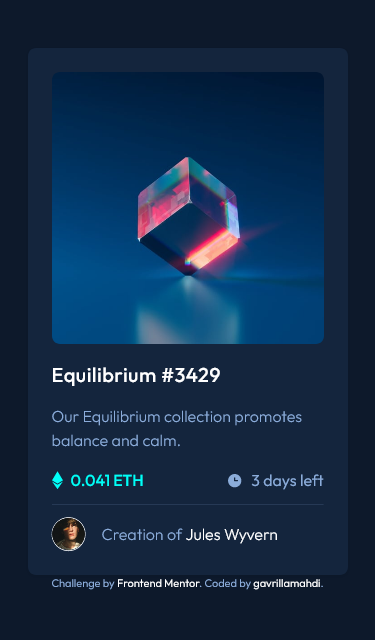 Equilibrium #3429
Our Equilibrium collection promotes
balance and calm.
0.041 ETH
3 days left
Creation of Jules Wyvern
Challenge by Frontend Mentor. Coded by gavrillamahdi.